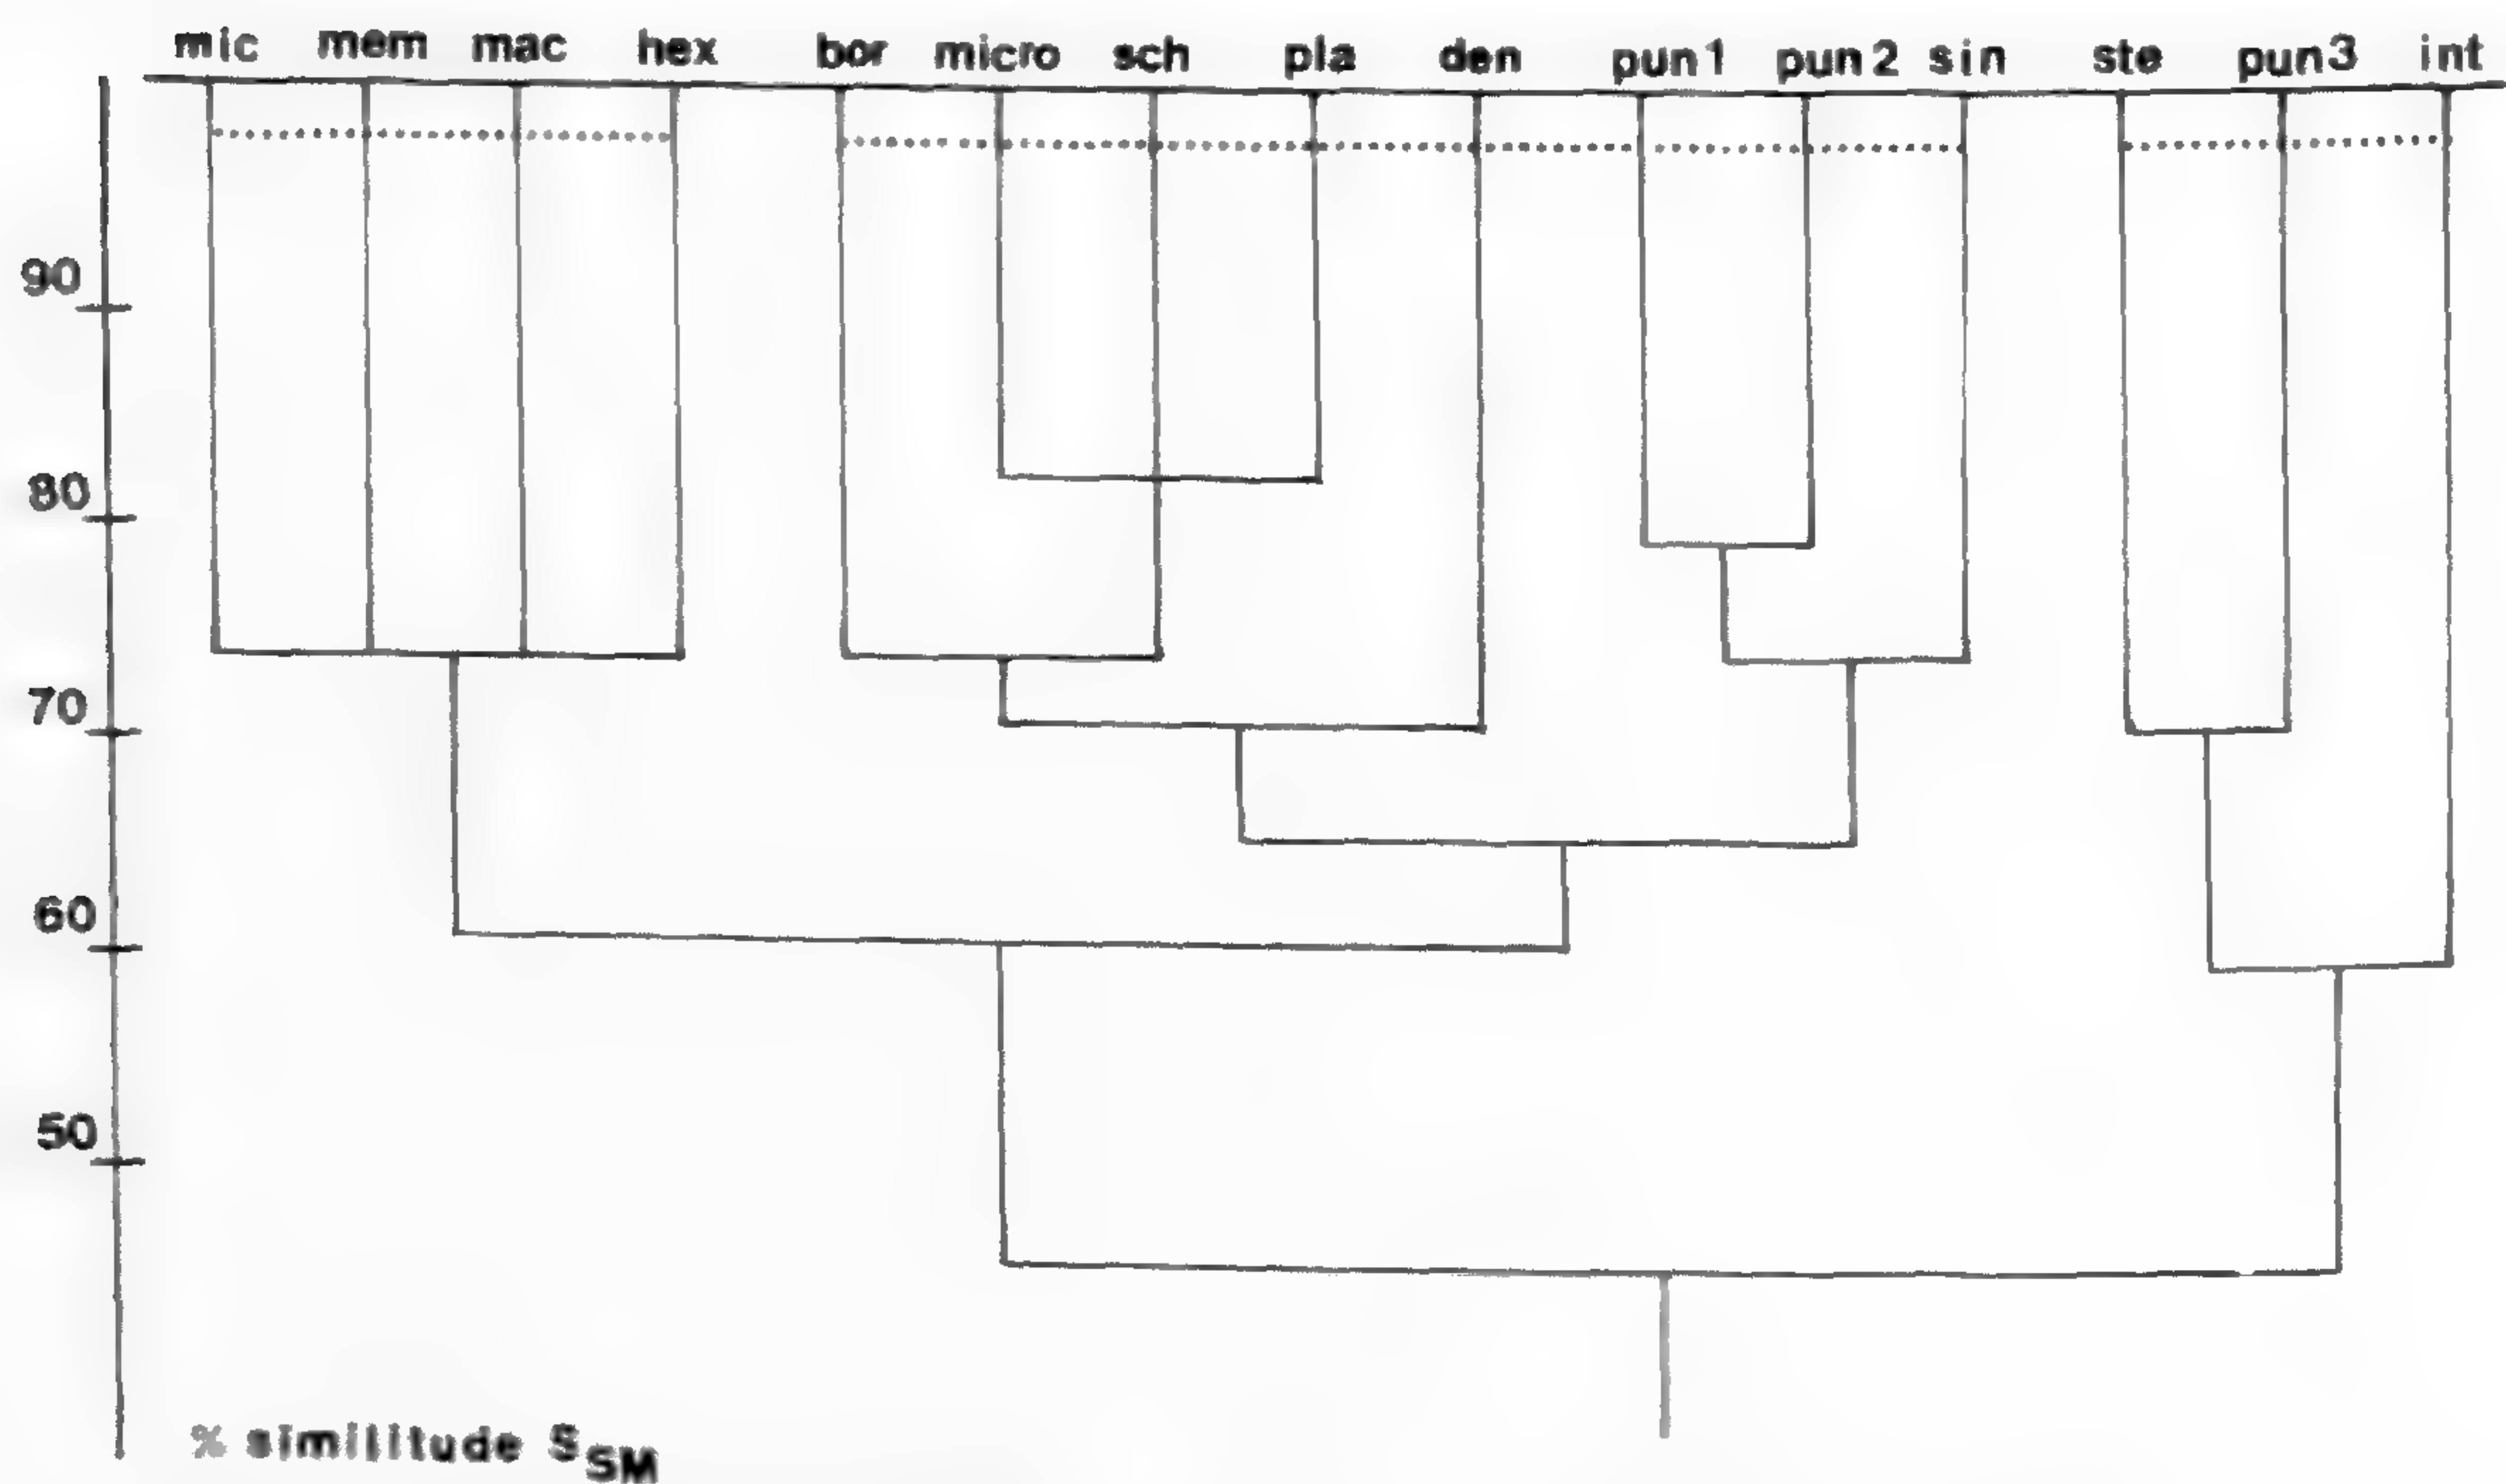 mic mem mac hex bor micro sch pla den pun1 pun2 sin ste pun3 int
90
80
70
60
50
% similitude SSM